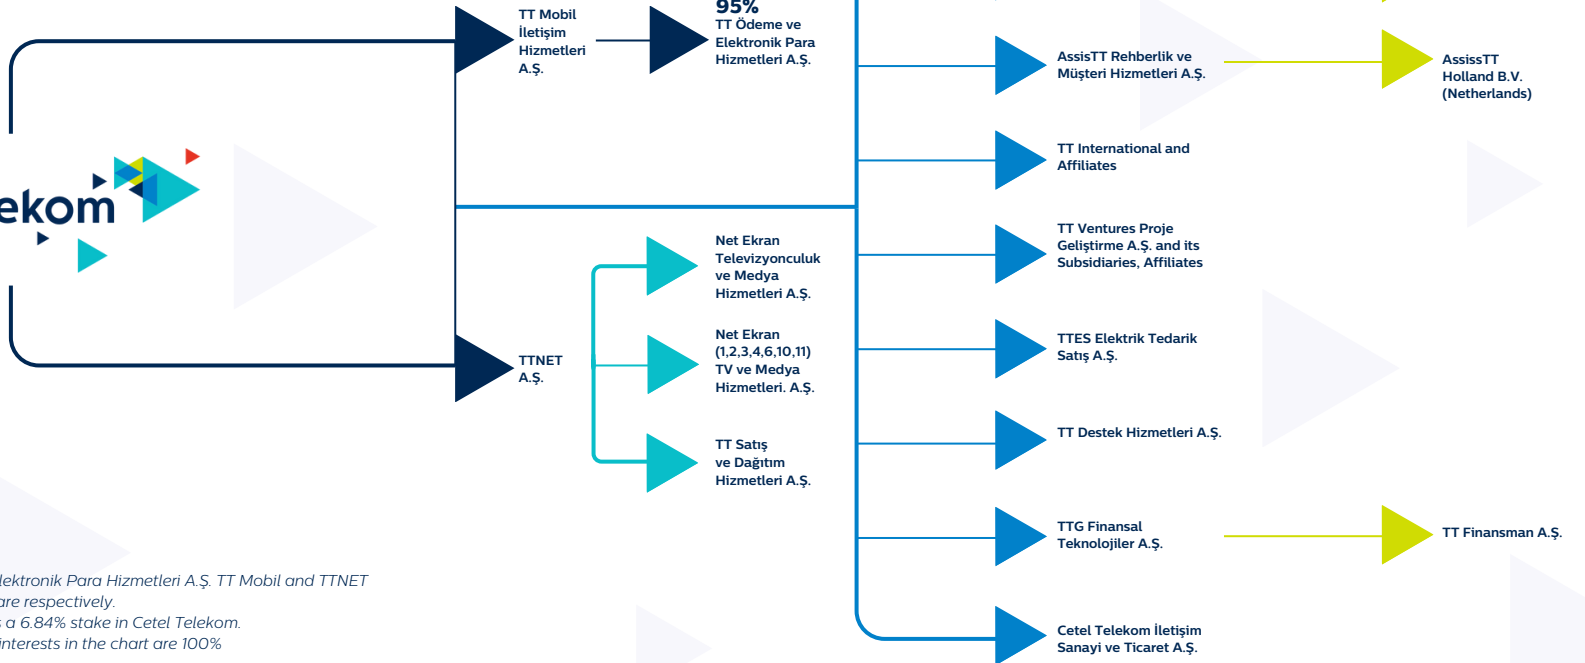 TT Mobil
İletişim
Hizmetleri
A.Ş.
95%
TT Ödeme ve
Elektronik Para
Hizmetleri A.Ş.
AssisTT Rehberlik ve
Müşteri Hizmetleri A.Ş.
AssissTT
Holland B.V.
(Netherlands)
TT International and
Affiliates
ekom
TT Ventures Proje
Geliştirme A.Ş. and its
Subsidiaries, Affiliates
Net Ekran
Televizyonculuk
ve Medya
Hizmetleri A.Ş.
Net Ekran
(1,2,3,4,6,10,11)
TV ve Medya
Hizmetleri. A.Ş.
TTES Elektrik Tedarik
Satış A.Ş.
TTNET
A.Ş.
TT Destek Hizmetleri A.Ş.
TT Satış
ve Dağıtım
Hizmetleri A.Ş.
TTG Finansal
Teknolojiler A.Ş.
TT Finansman A.Ş.
lektronik Para Hizmetleri A.Ş. TT Mobil and TTNET
are respectively.
s a 6.84% stake in Cetel Telekom.
interests in the chart are 100%
Cetel Telekom İletişim
Sanayi ve Ticaret A.Ş.